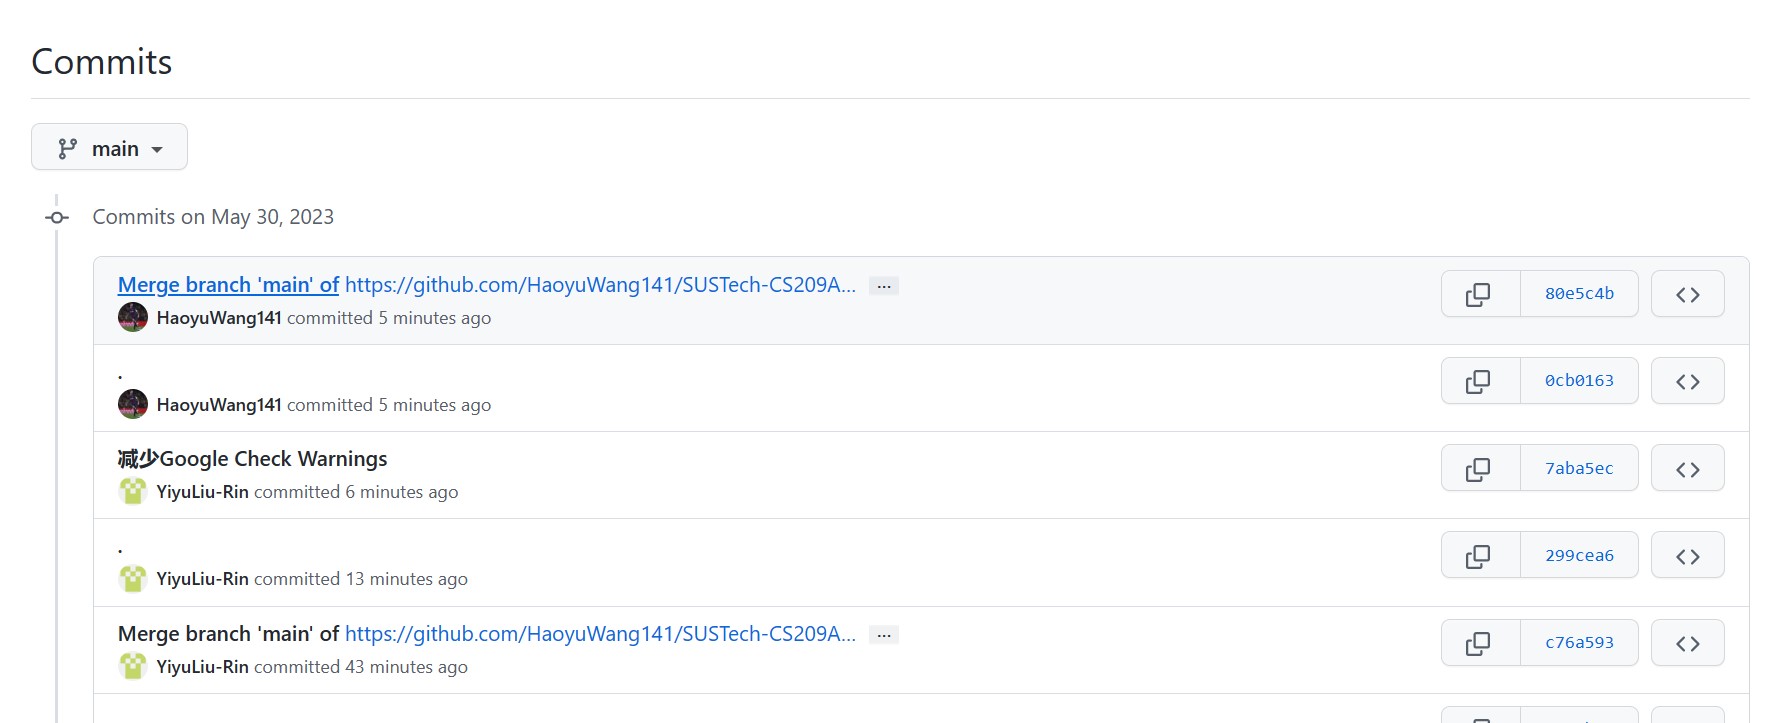 Commits
main
Commits on May 30, 2023
Merge branch 'main' of https://github.com/HaoyuWang141/SUSTech-CS209A... ...
80e5c4b
HaoyuWang141 committed 5 minutes ago
.
0cb0163
HaoyuWang141 committed 5 minutes ago
减少Google Check Warnings
7aba5ec
YiyuLiu-Rin committed 6 minutes ago
.
299cea6
YiyuLiu-Rin committed 13 minutes ago
Merge branch 'main' of https://github.com/HaoyuWang141/SUSTech-CS209A... ...
c76a593
YiyuLiu-Rin committed 43 minutes ago